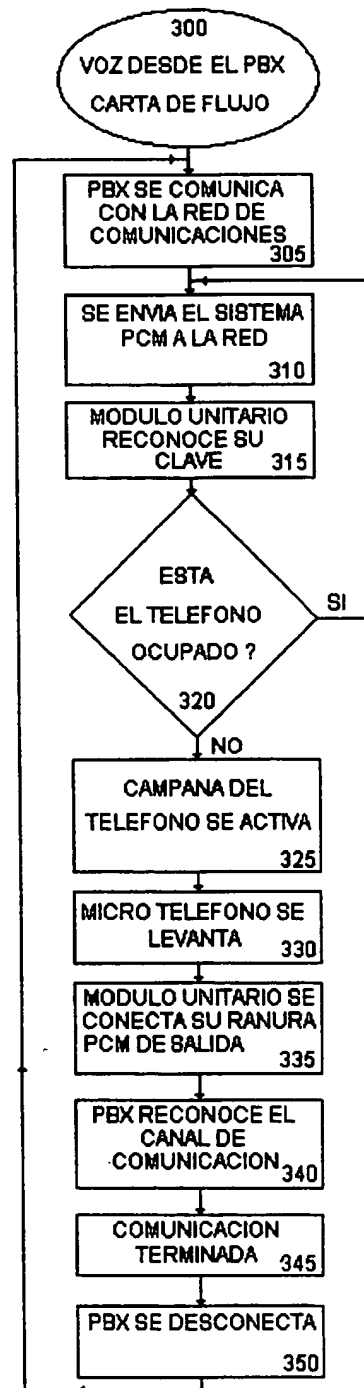 300
VOZ DESDE EL PBX
CARTA DE FLUJO
PBX SE COMUNICA
CON LA RED DE
COMUNICACIONES
305
SE ENVIA EL SISTEMA
PCM A LA RED
310
MODULO UNITARIO
RECONOCE SU
CLAVE 315
ESTA
EL TELEFONO
OCUPADO ?
320
SI
NO
CAMPANA DEL
TELEFONO SE ACTIVA
325
MICRO TELEFONO SE
LEVANTA 330
MODULO UNITARIO SE
CONECTA SU RANURA
PCM DE SALIDA 335
PBX RECONOCE EL
CANAL DE
COMUNICACION 340
COMUNICACION
TERMINADA 345
PBX SE DESCONECTA
350